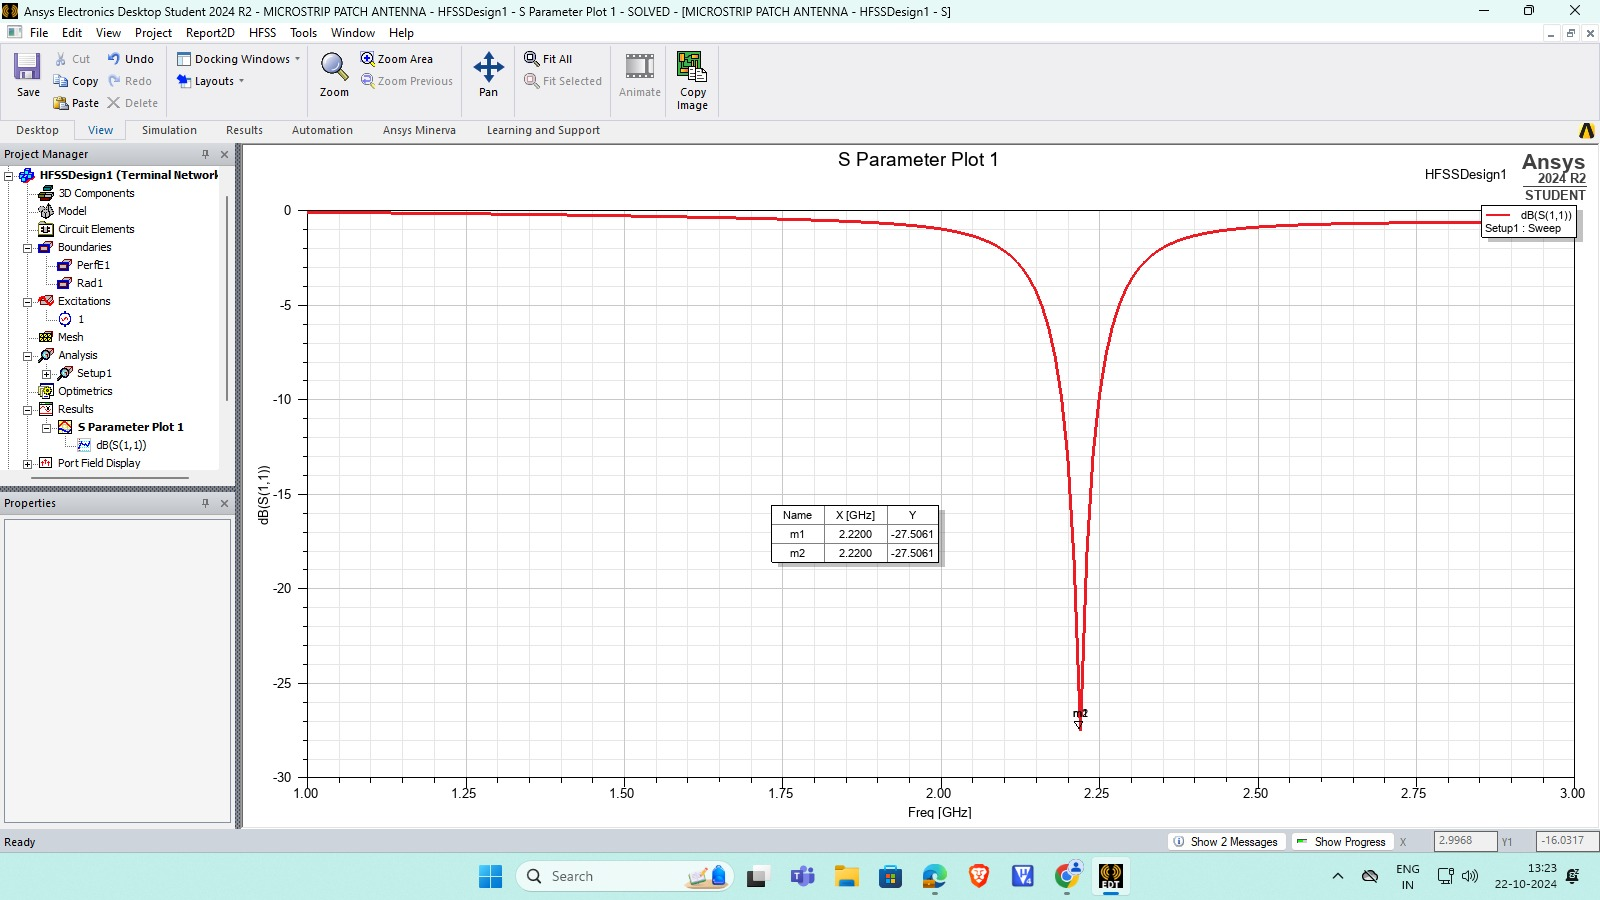 Ansys Electronics Desktop Student 2024 R2 - MICROSTRIP PATCH ANTENNA - HFSSDesign1 - S Parameter Plot 1 - SOLVED - [MICROSTRIP PATCH ANTENNA - HFSSDesign1 - S]
File Edit View Project Report2D HFSS Tools Window Help
Save
Cut
Copy
Paste
Undo
Redo
Delete
Docking Windows
Layouts
Zoom
Zoom Area
Zoom Previous
Pan
Fit All
Fit Selected
Animate
Copy
Image
Desktop View Simulation Results Automation Ansys Minerva Learning and Support
Project Manager
HFSSDesign1 (Terminal Network
3D Components
Model
Circuit Elements
Boundaries
PerfE1
Rad1
Excitations
1
Mesh
Analysis
Setup1
Optimetrics
Results
S Parameter Plot 1
dB(S(1,1))
Port Field Display
Properties
S Parameter Plot 1
HFSSDesign1
Ansys
2024 R2
STUDENT
dB(S(1,1))
Setup1 : Sweep
0
-5
-10
-15
-20
-25
-30
dB(S(1,1))
Name X [GHz] Y
m1 2.2200 -27.5061
m2 2.2200 -27.5061
1.00 1.25 1.50 1.75 2.00 2.25 2.50 2.75 3.00
Freq [GHz]
Ready
Show 2 Messages
Show Progress
X 2.9968 Y1 -16.0317
Search
EDT
ENG
IN
13:23
22-10-2024